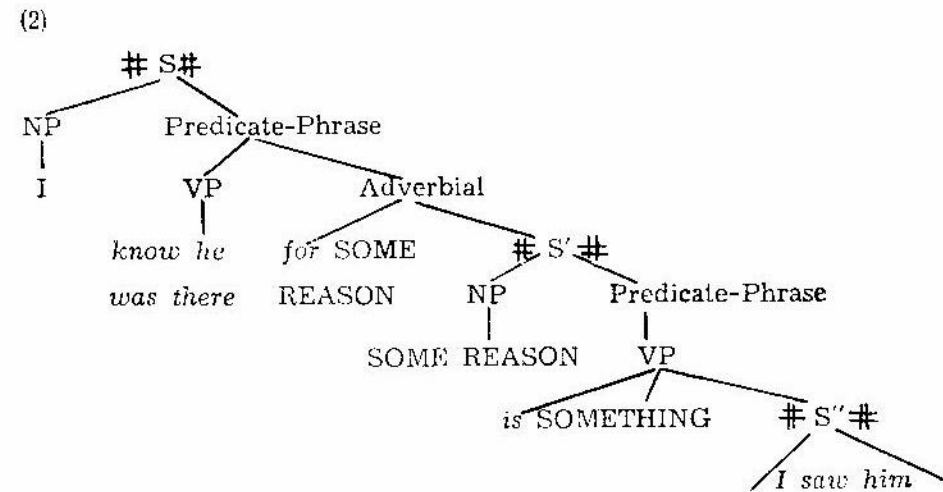 (2)
# S #
NP Predicate-Phrase
I VP Adverbial
know he for SOME # S′ #
was there REASON NP Predicate-Phrase
SOME REASON VP
is SOMETHING # S″ #
I saw him